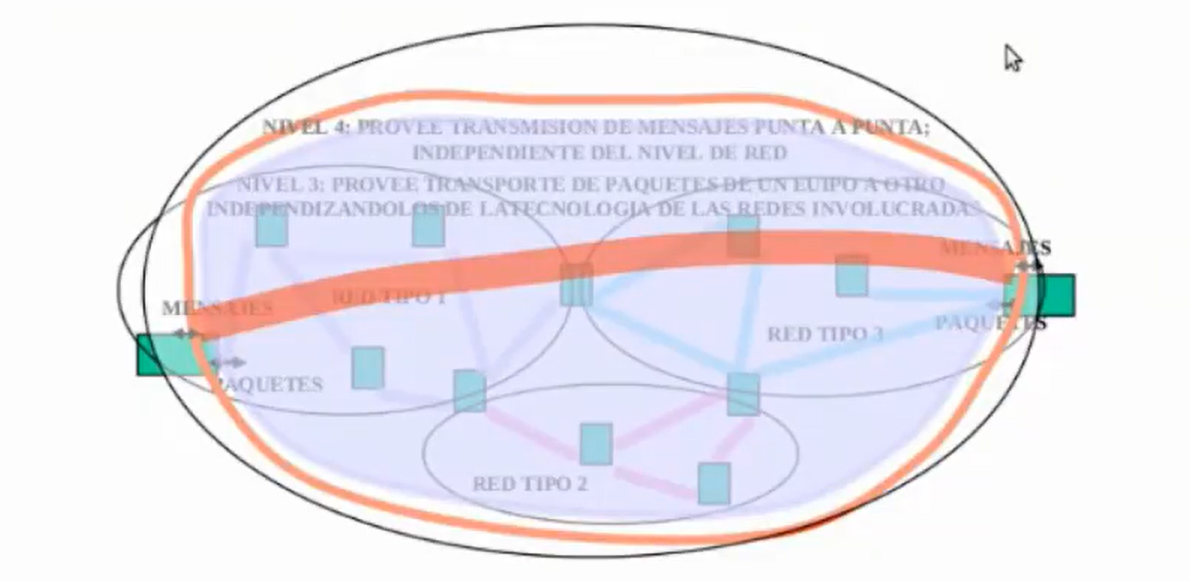 NIVEL 4: PROVEE TRANSMISION DE MENSAJES PUNTA A PUNTA;
INDEPENDIENTE DEL NIVEL DE RED
NIVEL 3: PROVEE TRANSPORTE DE PAQUETES DE UN EUIPO A OTRO
INDEPENDIZANDOLOS DE LATECNOLOGIA DE LAS REDES INVOLUCRADAS
MENSAJES
MENSAJES
RED TIPO 1
PAQUETES
RED TIPO 3
PAQUETES
RED TIPO 2